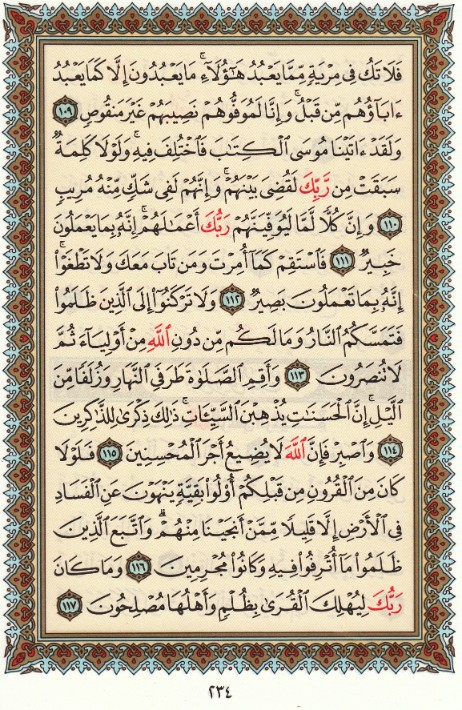 فَلَا تَكُ فِى مِرْيَةٍ مِّمَّا يَعْبُدُ هَـٰٓؤُلَآءِ ۚ مَا يَعْبُدُونَ إِلَّا كَمَا يَعْبُدُ
ءَابَآؤُهُم مِّن قَبْلُ ۚ وَإِنَّا لَمُوَفُّوهُمْ نَصِيبَهُمْ غَيْرَ مَنقُوصٍ ١٠٩
وَلَقَدْ ءَاتَيْنَا مُوسَى ٱلْكِتَـٰبَ فَٱخْتُلِفَ فِيهِ ۚ وَلَوْلَا كَلِمَةٌ
سَبَقَتْ مِن رَّبِّكَ لَقُضِىَ بَيْنَهُمْ ۚ وَإِنَّهُمْ لَفِى شَكٍّ مِّنْهُ مُرِيبٍ
١١٠ وَإِنَّ كُلًّا لَّمَّا لَيُوَفِّيَنَّهُمْ رَبُّكَ أَعْمَـٰلَهُمْ ۚ إِنَّهُۥ بِمَا يَعْمَلُونَ
خَبِيرٌ ١١١ فَٱسْتَقِمْ كَمَآ أُمِرْتَ وَمَن تَابَ مَعَكَ وَلَا تَطْغَوْا۟ ۚ
إِنَّهُۥ بِمَا تَعْمَلُونَ بَصِيرٌ ١١٢ وَلَا تَرْكَنُوٓا۟ إِلَى ٱلَّذِينَ ظَلَمُوا۟
فَتَمَسَّكُمُ ٱلنَّارُ وَمَا لَكُم مِّن دُونِ ٱللَّهِ مِنْ أَوْلِيَآءَ ثُمَّ
لَا تُنصَرُونَ ١١٣ وَأَقِمِ ٱلصَّلَوٰةَ طَرَفَىِ ٱلنَّهَارِ وَزُلَفًا مِّنَ
ٱلَّيْلِ ۚ إِنَّ ٱلْحَسَنَـٰتِ يُذْهِبْنَ ٱلسَّيِّـَٔاتِ ۚ ذَٰلِكَ ذِكْرَىٰ لِلذَّٰكِرِينَ
١١٤ وَٱصْبِرْ فَإِنَّ ٱللَّهَ لَا يُضِيعُ أَجْرَ ٱلْمُحْسِنِينَ ١١٥ فَلَوْلَا
كَانَ مِنَ ٱلْقُرُونِ مِن قَبْلِكُمْ أُو۟لُوا۟ بَقِيَّةٍ يَنْهَوْنَ عَنِ ٱلْفَسَادِ
فِى ٱلْأَرْضِ إِلَّا قَلِيلًا مِّمَّنْ أَنجَيْنَا مِنْهُمْ ۗ وَٱتَّبَعَ ٱلَّذِينَ
ظَلَمُوا۟ مَآ أُتْرِفُوا۟ فِيهِ وَكَانُوا۟ مُجْرِمِينَ ١١٦ وَمَا كَانَ
رَبُّكَ لِيُهْلِكَ ٱلْقُرَىٰ بِظُلْمٍ وَأَهْلُهَا مُصْلِحُونَ ١١٧
٢٣٤